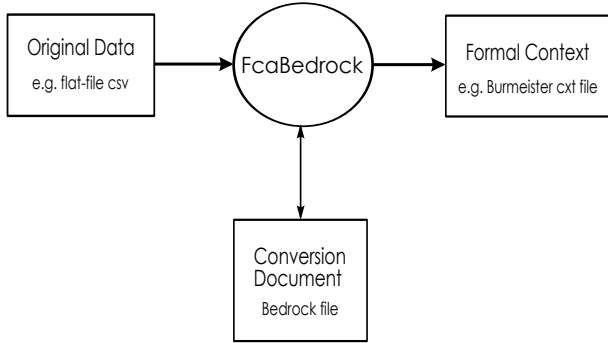 Original Data
e.g. flat-file csv
FcaBedrock
Formal Context
e.g. Burmeister cxt file
Conversion
Document
Bedrock file